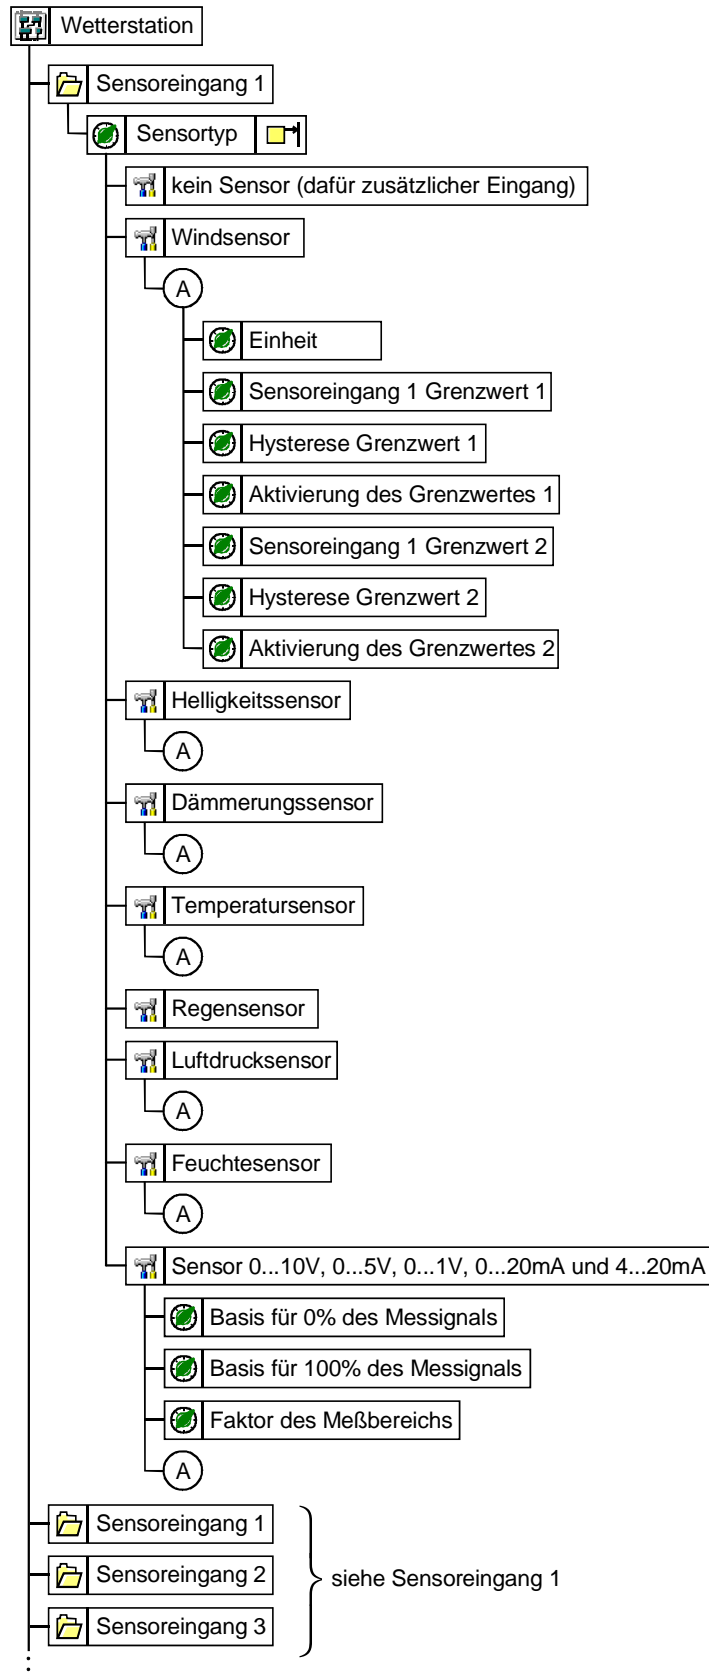 Wetterstation
Sensoreingang 1
Sensortyp
kein Sensor (dafür zusätzlicher Eingang)
Windsensor
A
Einheit
Sensoreingang 1 Grenzwert 1
Hysterese Grenzwert 1
Aktivierung des Grenzwertes 1
Sensoreingang 1 Grenzwert 2
Hysterese Grenzwert 2
Aktivierung des Grenzwertes 2
Helligkeitssensor
A
Dämmerungssensor
A
Temperatursensor
A
Regensensor
Luftdrucksensor
A
Feuchtesensor
A
Sensor 0...10V, 0...5V, 0...1V, 0...20mA und 4...20mA
Basis für 0% des Messignals
Basis für 100% des Messignals
Faktor des Meßbereichs
A
Sensoreingang 1
Sensoreingang 2
siehe Sensoreingang 1
Sensoreingang 3